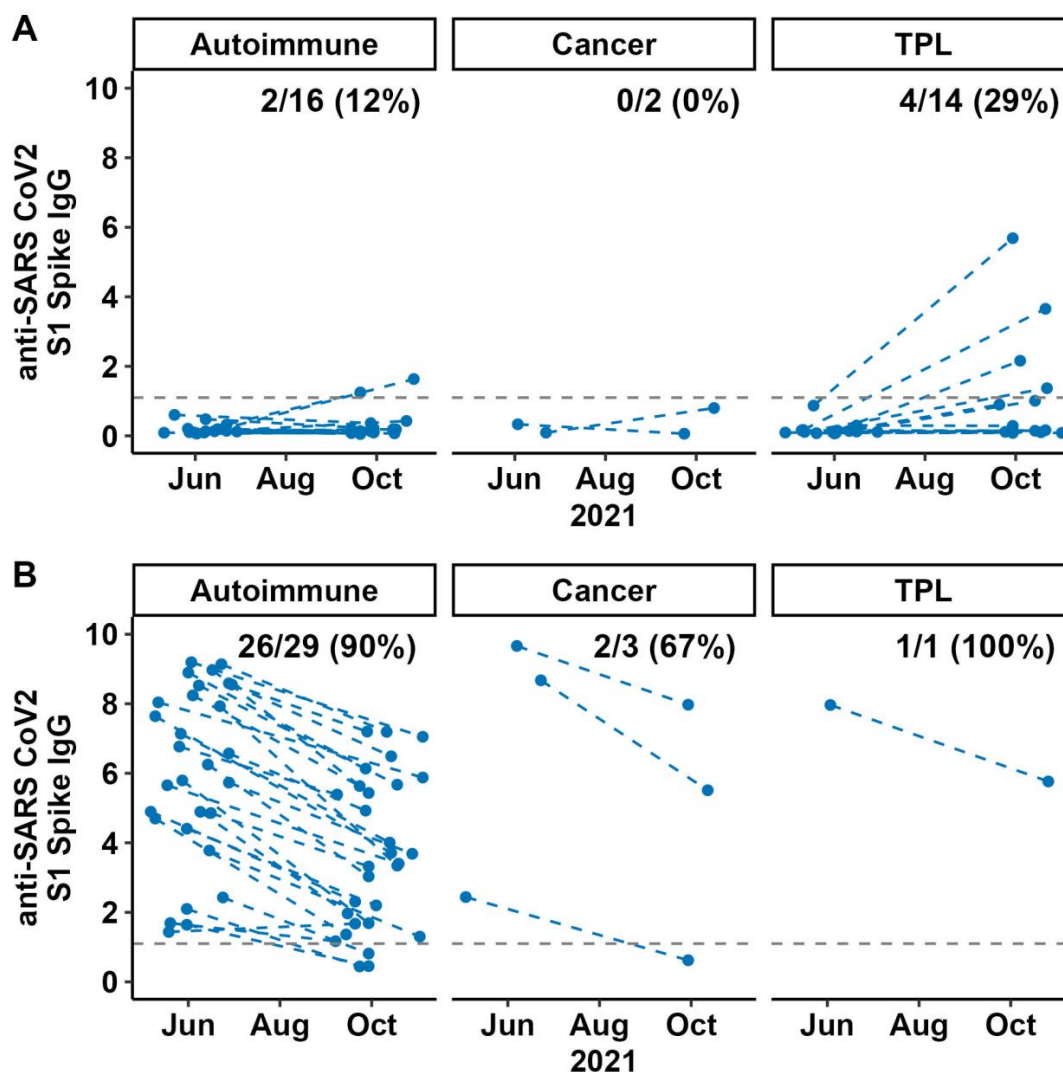 A
Autoimmune
Cancer
TPL
2/16 (12%)
0/2 (0%)
4/14 (29%)
anti-SARS CoV2
S1 Spike IgG
10
8
6
4
2
0
Jun
Aug
Oct
Jun
Aug
Oct
Jun
Aug
Oct
2021
B
Autoimmune
Cancer
TPL
26/29 (90%)
2/3 (67%)
1/1 (100%)
anti-SARS CoV2
S1 Spike IgG
10
8
6
4
2
0
Jun
Aug
Oct
Jun
Aug
Oct
Jun
Aug
Oct
2021